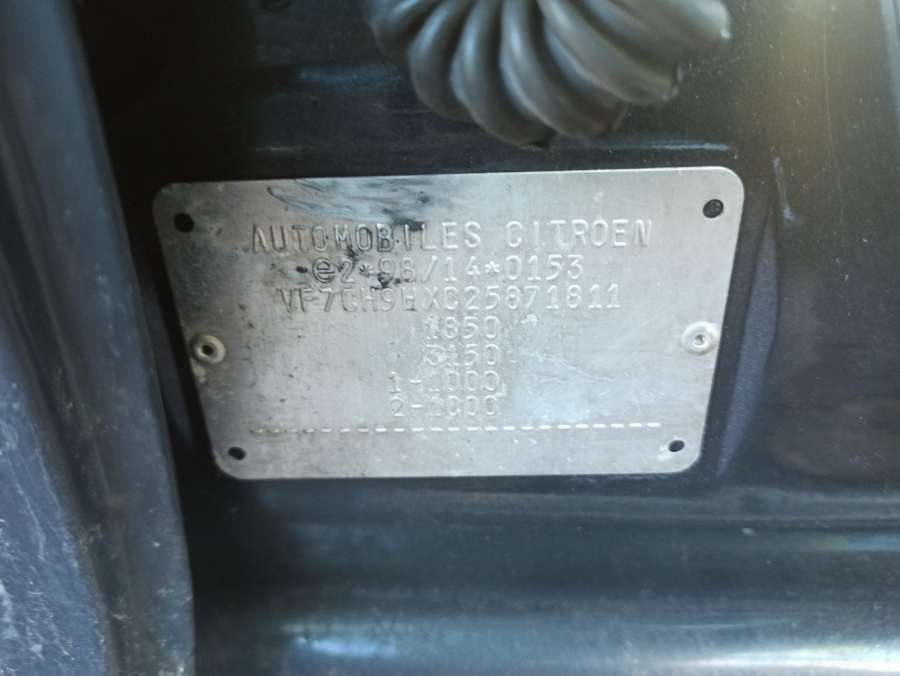 AUTOMOBILES CITROEN
e2*98/14*0153
VF7CH9HXC25871811
1850
3150
1-1000
2-1000